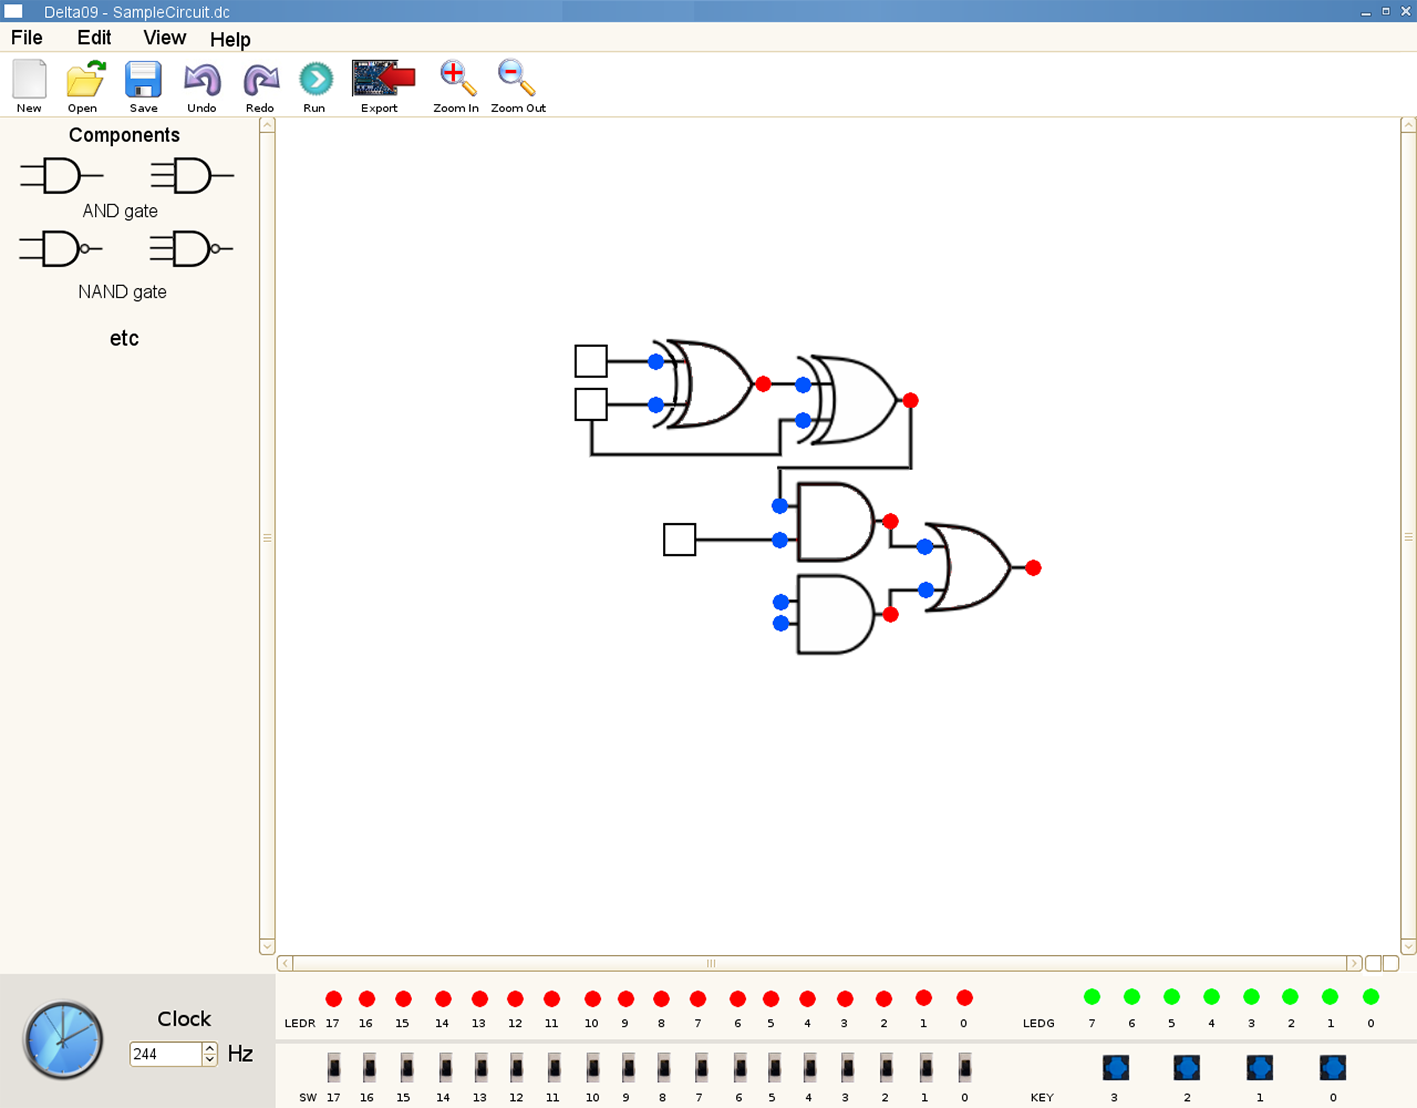 Delta09 - SampleCircuit.dc
File Edit View Help
New Open Save Undo Redo Run Export Zoom In Zoom Out
Components
AND gate
NAND gate
etc
Clock
244 Hz
LEDR 17 16 15 14 13 12 11 10 9 8 7 6 5 4 3 2 1 0 LEDG 7 6 5 4 3 2 1 0
SW 17 16 15 14 13 12 11 10 9 8 7 6 5 4 3 2 1 0 KEY 3 2 1 0